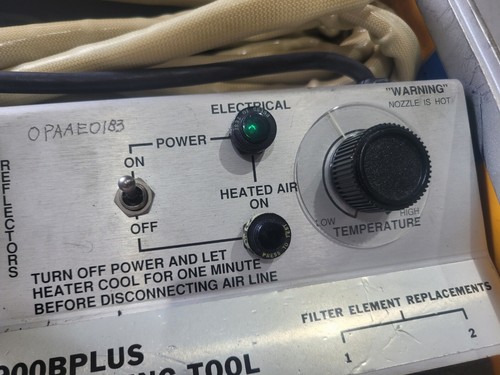 "WARNING"
NOZZLE IS HOT
ELECTRICAL
OPAAE0183
POWER
ON
HEATED AIR
ON
REFLECTORS
LOW
HIGH
OFF
TEMPERATURE
TURN OFF POWER AND LET
HEATER COOL FOR ONE MINUTE
BEFORE DISCONNECTING AIR LINE
FILTER ELEMENT REPLACEMENTS
1 2
000BPLUS
TOOL